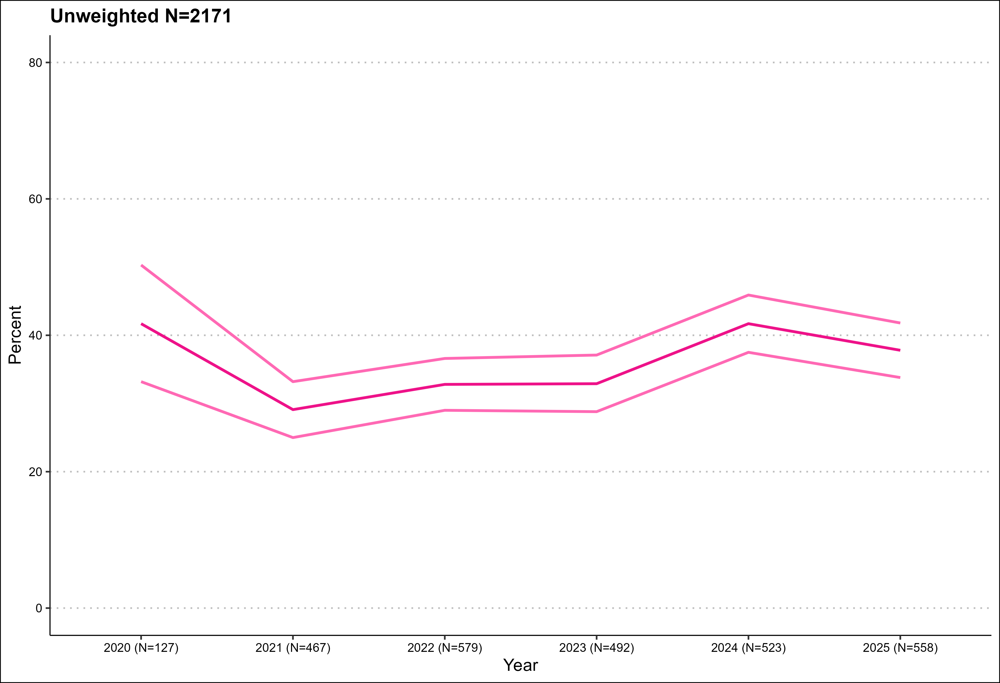 Unweighted N=2171
80
60
40
20
0
Percent
2020 (N=127)
2021 (N=467)
2022 (N=579)
2023 (N=492)
2024 (N=523)
2025 (N=558)
Year